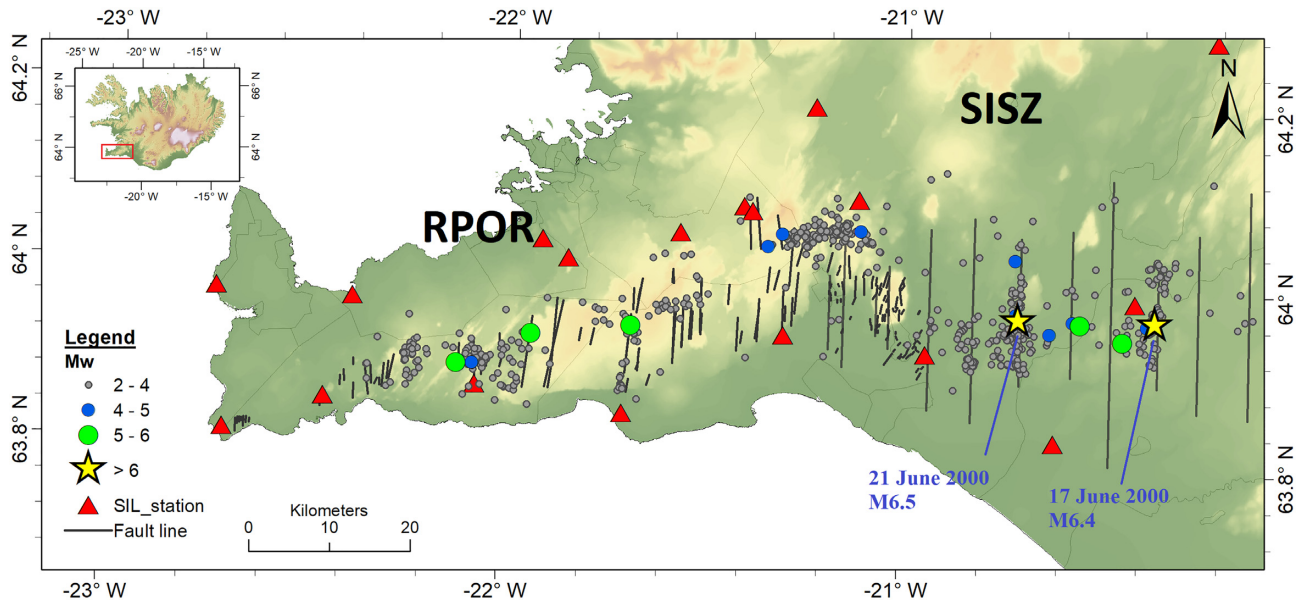 -23° W
-22° W
-21° W
-25° W
-20° W
-15° W
66° N
66° N
64° N
64° N
-20° W
-15° W
64.2° N
64° N
63.8° N
N
64.2° N
64° N
63.8° N
SISZ
RPOR
Legend
Mw
2 - 4
4 - 5
5 - 6
> 6
SIL_station
Fault line
Kilometers
0
10
20
21 June 2000
M6.5
17 June 2000
M6.4
-23° W
-22° W
-21° W